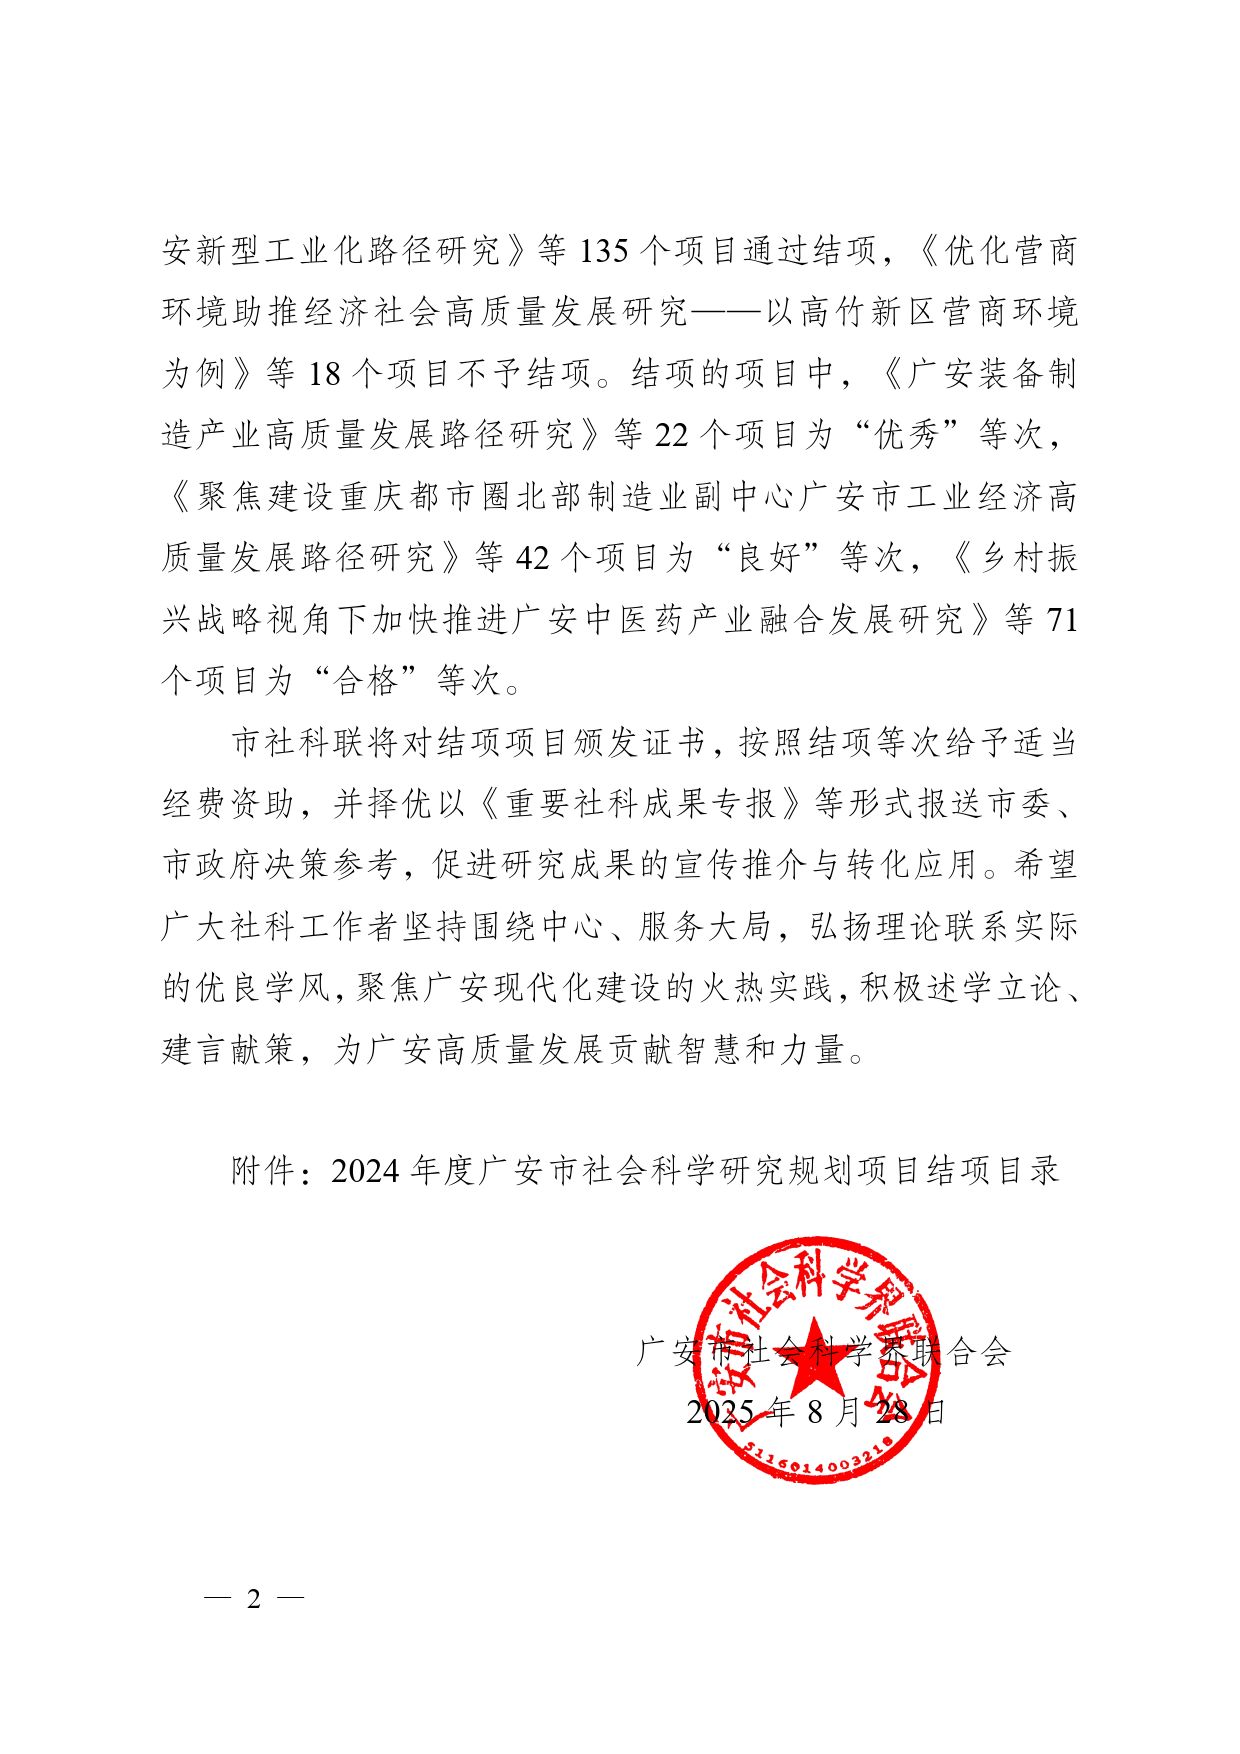 安新型工业化路径研究》等 135 个项目通过结项，《优化营商
环境助推经济社会高质量发展研究——以高竹新区营商环境
为例》等 18 个项目不予结项。结项的项目中，《广安装备制
造产业高质量发展路径研究》等 22 个项目为“优秀”等次，
《聚焦建设重庆都市圈北部制造业副中心广安市工业经济高
质量发展路径研究》等 42 个项目为“良好”等次，《乡村振
兴战略视角下加快推进广安中医药产业融合发展研究》等 71
个项目为“合格”等次。
市社科联将对结项项目颁发证书，按照结项等次给予适当
经费资助，并择优以《重要社科成果专报》等形式报送市委、
市政府决策参考，促进研究成果的宣传推介与转化应用。希望
广大社科工作者坚持围绕中心、服务大局，弘扬理论联系实际
的优良学风，聚焦广安现代化建设的火热实践，积极述学立论、
建言献策，为广安高质量发展贡献智慧和力量。
附件：2024 年度广安市社会科学研究规划项目结项目录
广安市社会科学界联合会
2025 年 8 月 28 日
广安市社会科学界联合会
5116014003218
— 2 —